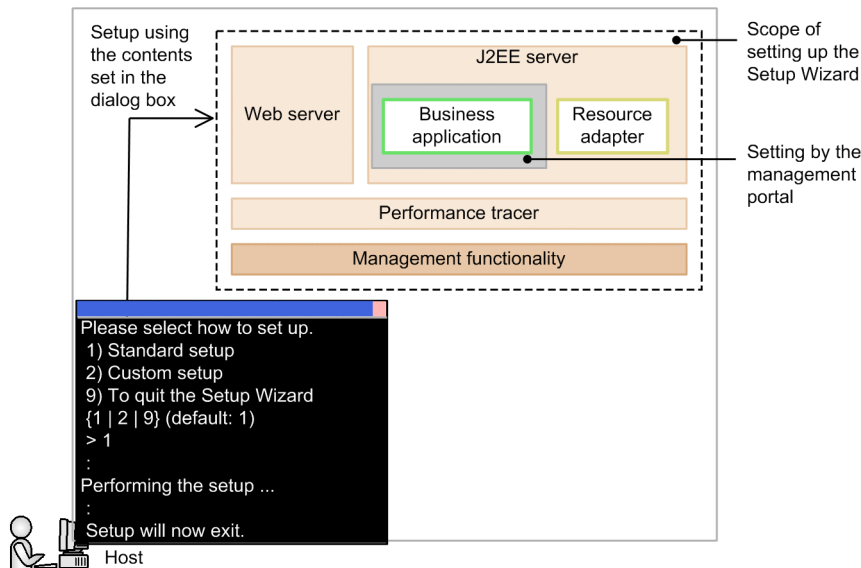 Setup using
the contents
set in the
dialog box
Scope of
setting up the
Setup Wizard
J2EE server
Web server
Business
application
Resource
adapter
Setting by the
management
portal
Performance tracer
Management functionality
Please select how to set up.
1) Standard setup
2) Custom setup
9) To quit the Setup Wizard
{1 | 2 | 9} (default: 1)
> 1
:
Performing the setup ...
:
Setup will now exit.
Host